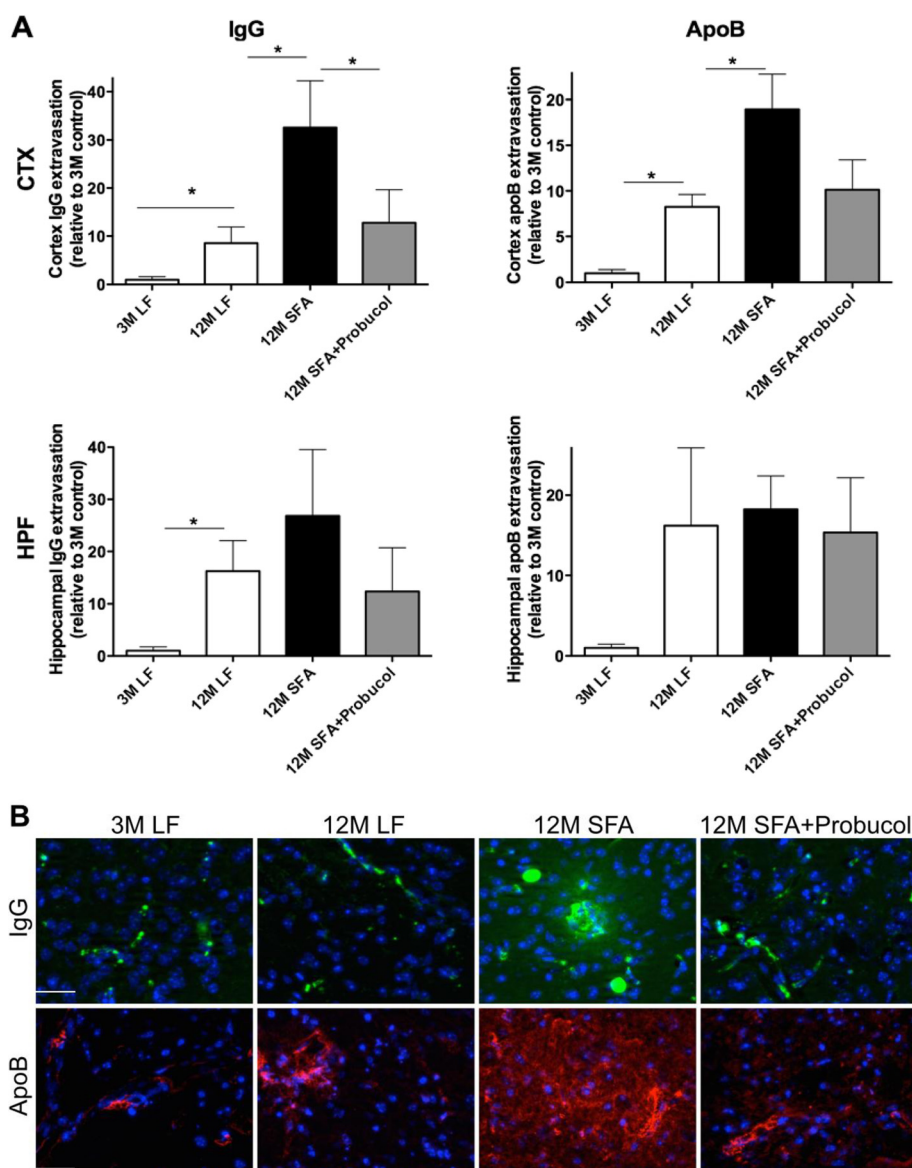 A
IgG
ApoB
CTX
Cortex IgG extravasation
(relative to 3M control)
40
30
20
10
0
*
*
*
3M LF
12M LF
12M SFA
12M SFA+Probucol
Cortex apoB extravasation
(relative to 3M control)
20
15
10
5
0
*
*
3M LF
12M LF
12M SFA
12M SFA+Probucol
HPF
Hippocampal IgG extravasation
(relative to 3M control)
40
30
20
10
0
*
3M LF
12M LF
12M SFA
12M SFA+Probucol
Hippocampal apoB extravasation
(relative to 3M control)
20
15
10
5
0
3M LF
12M LF
12M SFA
12M SFA+Probucol
B
3M LF
12M LF
12M SFA
12M SFA+Probucol
IgG
ApoB